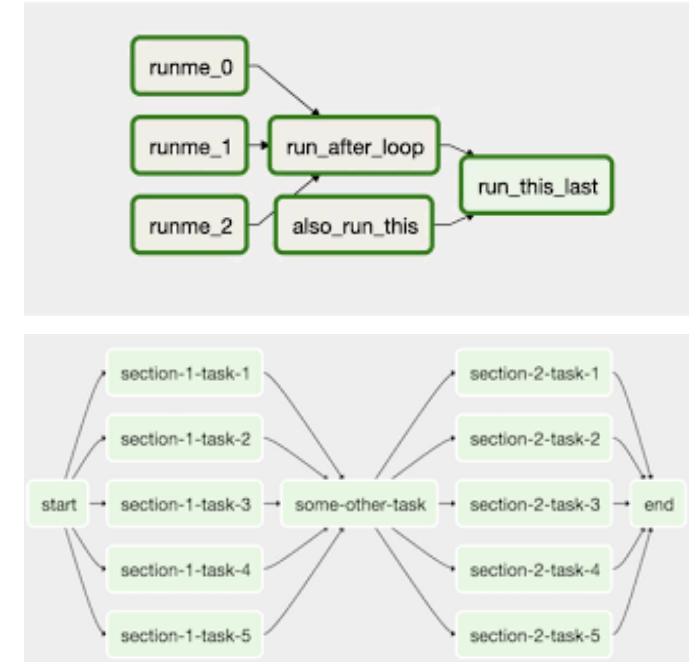 runme_0
runme_1
run_after_loop
run_this_last
runme_2
also_run_this
section-1-task-1
section-2-task-1
section-1-task-2
section-2-task-2
start
section-1-task-3
some-other-task
section-2-task-3
end
section-1-task-4
section-2-task-4
section-1-task-5
section-2-task-5